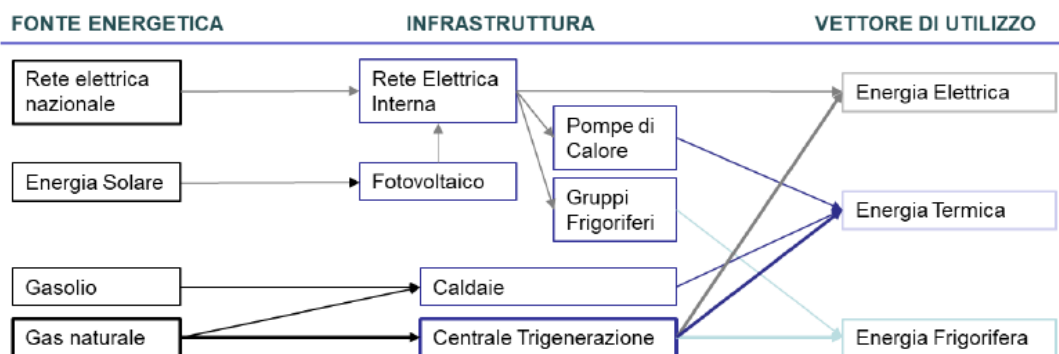 FONTE ENERGETICA
INFRASTRUTTURA
VETTORE DI UTILIZZO
Rete elettrica
nazionale
Rete Elettrica
Interna
Energia Elettrica
Pompe di
Calore
Energia Solare
Fotovoltaico
Gruppi
Frigoriferi
Energia Termica
Gasolio
Caldaie
Gas naturale
Centrale Trigenerazione
Energia Frigorifera